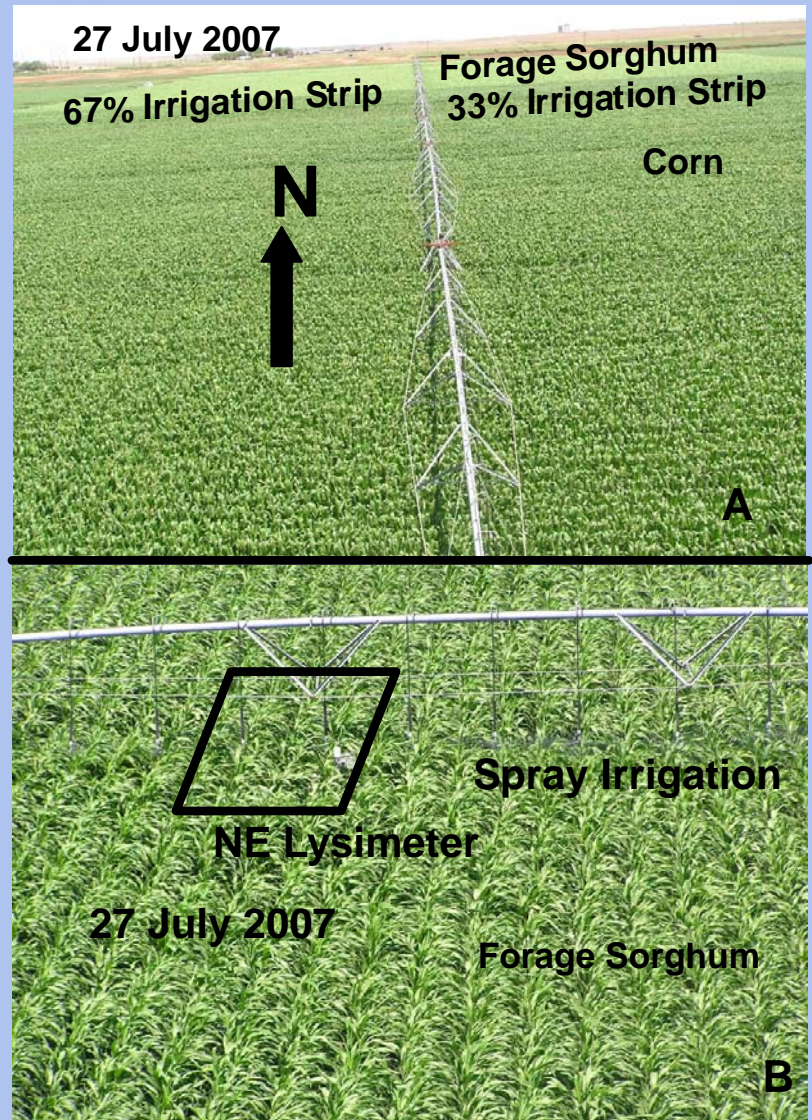 27 July 2007
Forage Sorghum
67% Irrigation Strip
33% Irrigation Strip
Corn
N
A
Spray Irrigation
NE Lysimeter
27 July 2007
Forage Sorghum
B